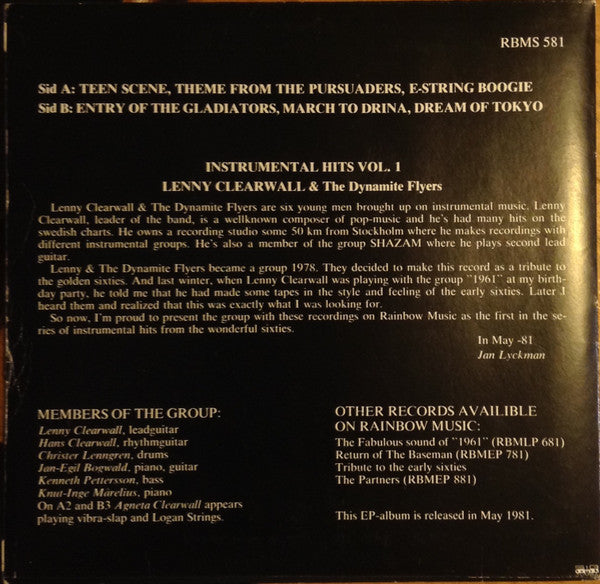 RBMS 581
Sid A: TEEN SCENE, THEME FROM THE PURSUADERS, E-STRING BOOGIE
Sid B: ENTRY OF THE GLADIATORS, MARCH TO DRINA, DREAM OF TOKYO
INSTRUMENTAL HITS VOL. 1
LENNY CLEARWALL & The Dynamite Flyers
Lenny Clearwall & The Dynamite Flyers are six young men brought up on instrumental music. Lenny
Clearwall, leader of the band, is a wellknown composer of pop-music and he's had many hits on the
swedish charts. He owns a recording studio some 50 km from Stockholm where he makes recordings with
different instrumental groups. He's also a member of the group SHAZAM where he plays second lead
guitar.
Lenny & The Dynamite Flyers became a group 1978. They decided to make this record as a tribute to
the golden sixties. And last winter, when Lenny Clearwall was playing with the group "1961" at my birth-
day party, he told me that he had made some tapes in the style and feeling of the early sixties. Later I
heard them and realized that this was exactly what I was looking for.
So now, I'm proud to present the group with these recordings on Rainbow Music as the first in the se-
ries of instrumental hits from the wonderful sixties.
In May -81
Jan Lyckman
MEMBERS OF THE GROUP:
Lenny Clearwall, leadguitar
Hans Clearwall, rhythmguitar
Christer Lenngren, drums
Jan-Egil Bogwald, piano, guitar
Kenneth Pettersson, bass
Knut-Inge Mårelius, piano
On A2 and B3 Agneta Clearwall appears
playing vibra-slap and Logan Strings.
OTHER RECORDS AVAILIBLE
ON RAINBOW MUSIC:
The Fabulous sound of "1961" (RBMLP 681)
Return of The Baseman (RBMEP 781)
Tribute to the early sixties
The Partners (RBMEP 881)
This EP-album is released in May 1981.